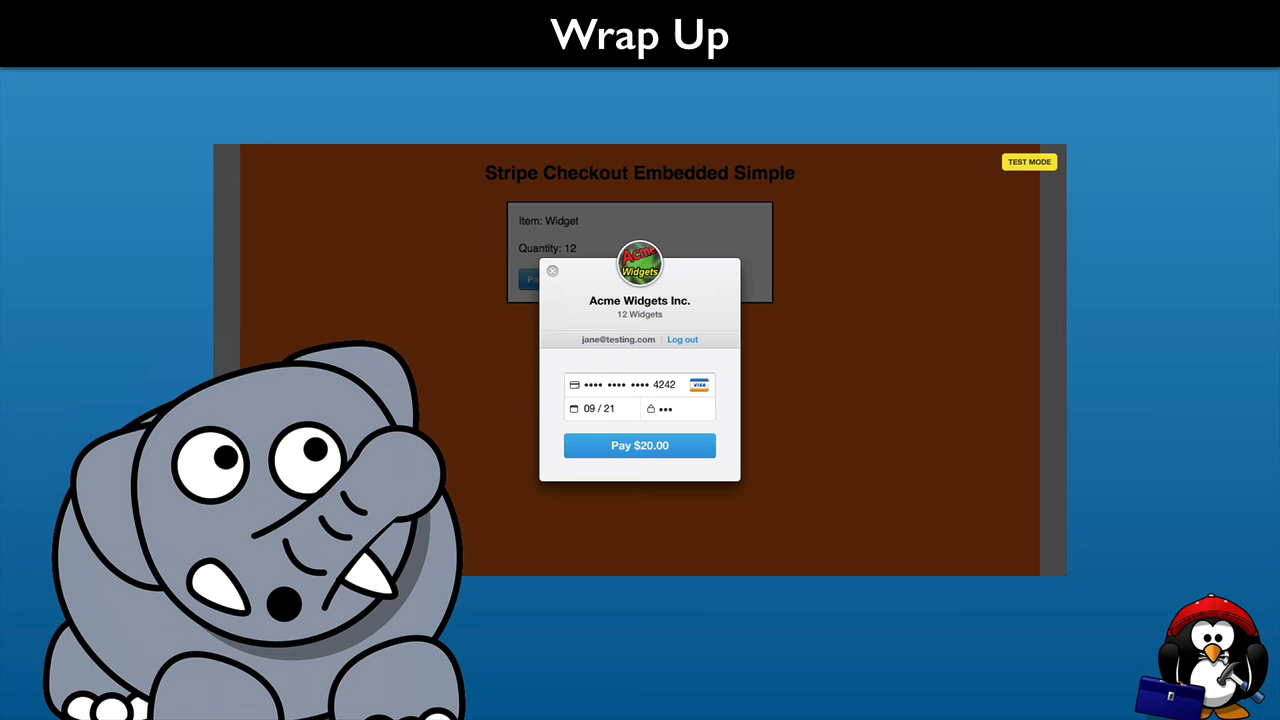 Wrap Up
Stripe Checkout Embedded Simple
TEST MODE
Item: Widget
Quantity: 12
Acme
Widgets
Acme Widgets Inc.
12 Widgets
jane@testing.com | Log out
•••• •••• •••• 4242 VISA
09 / 21 •••
Pay $20.00